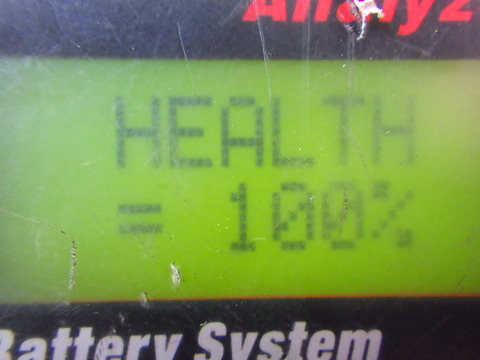 HEALTH
= 100%
Battery System